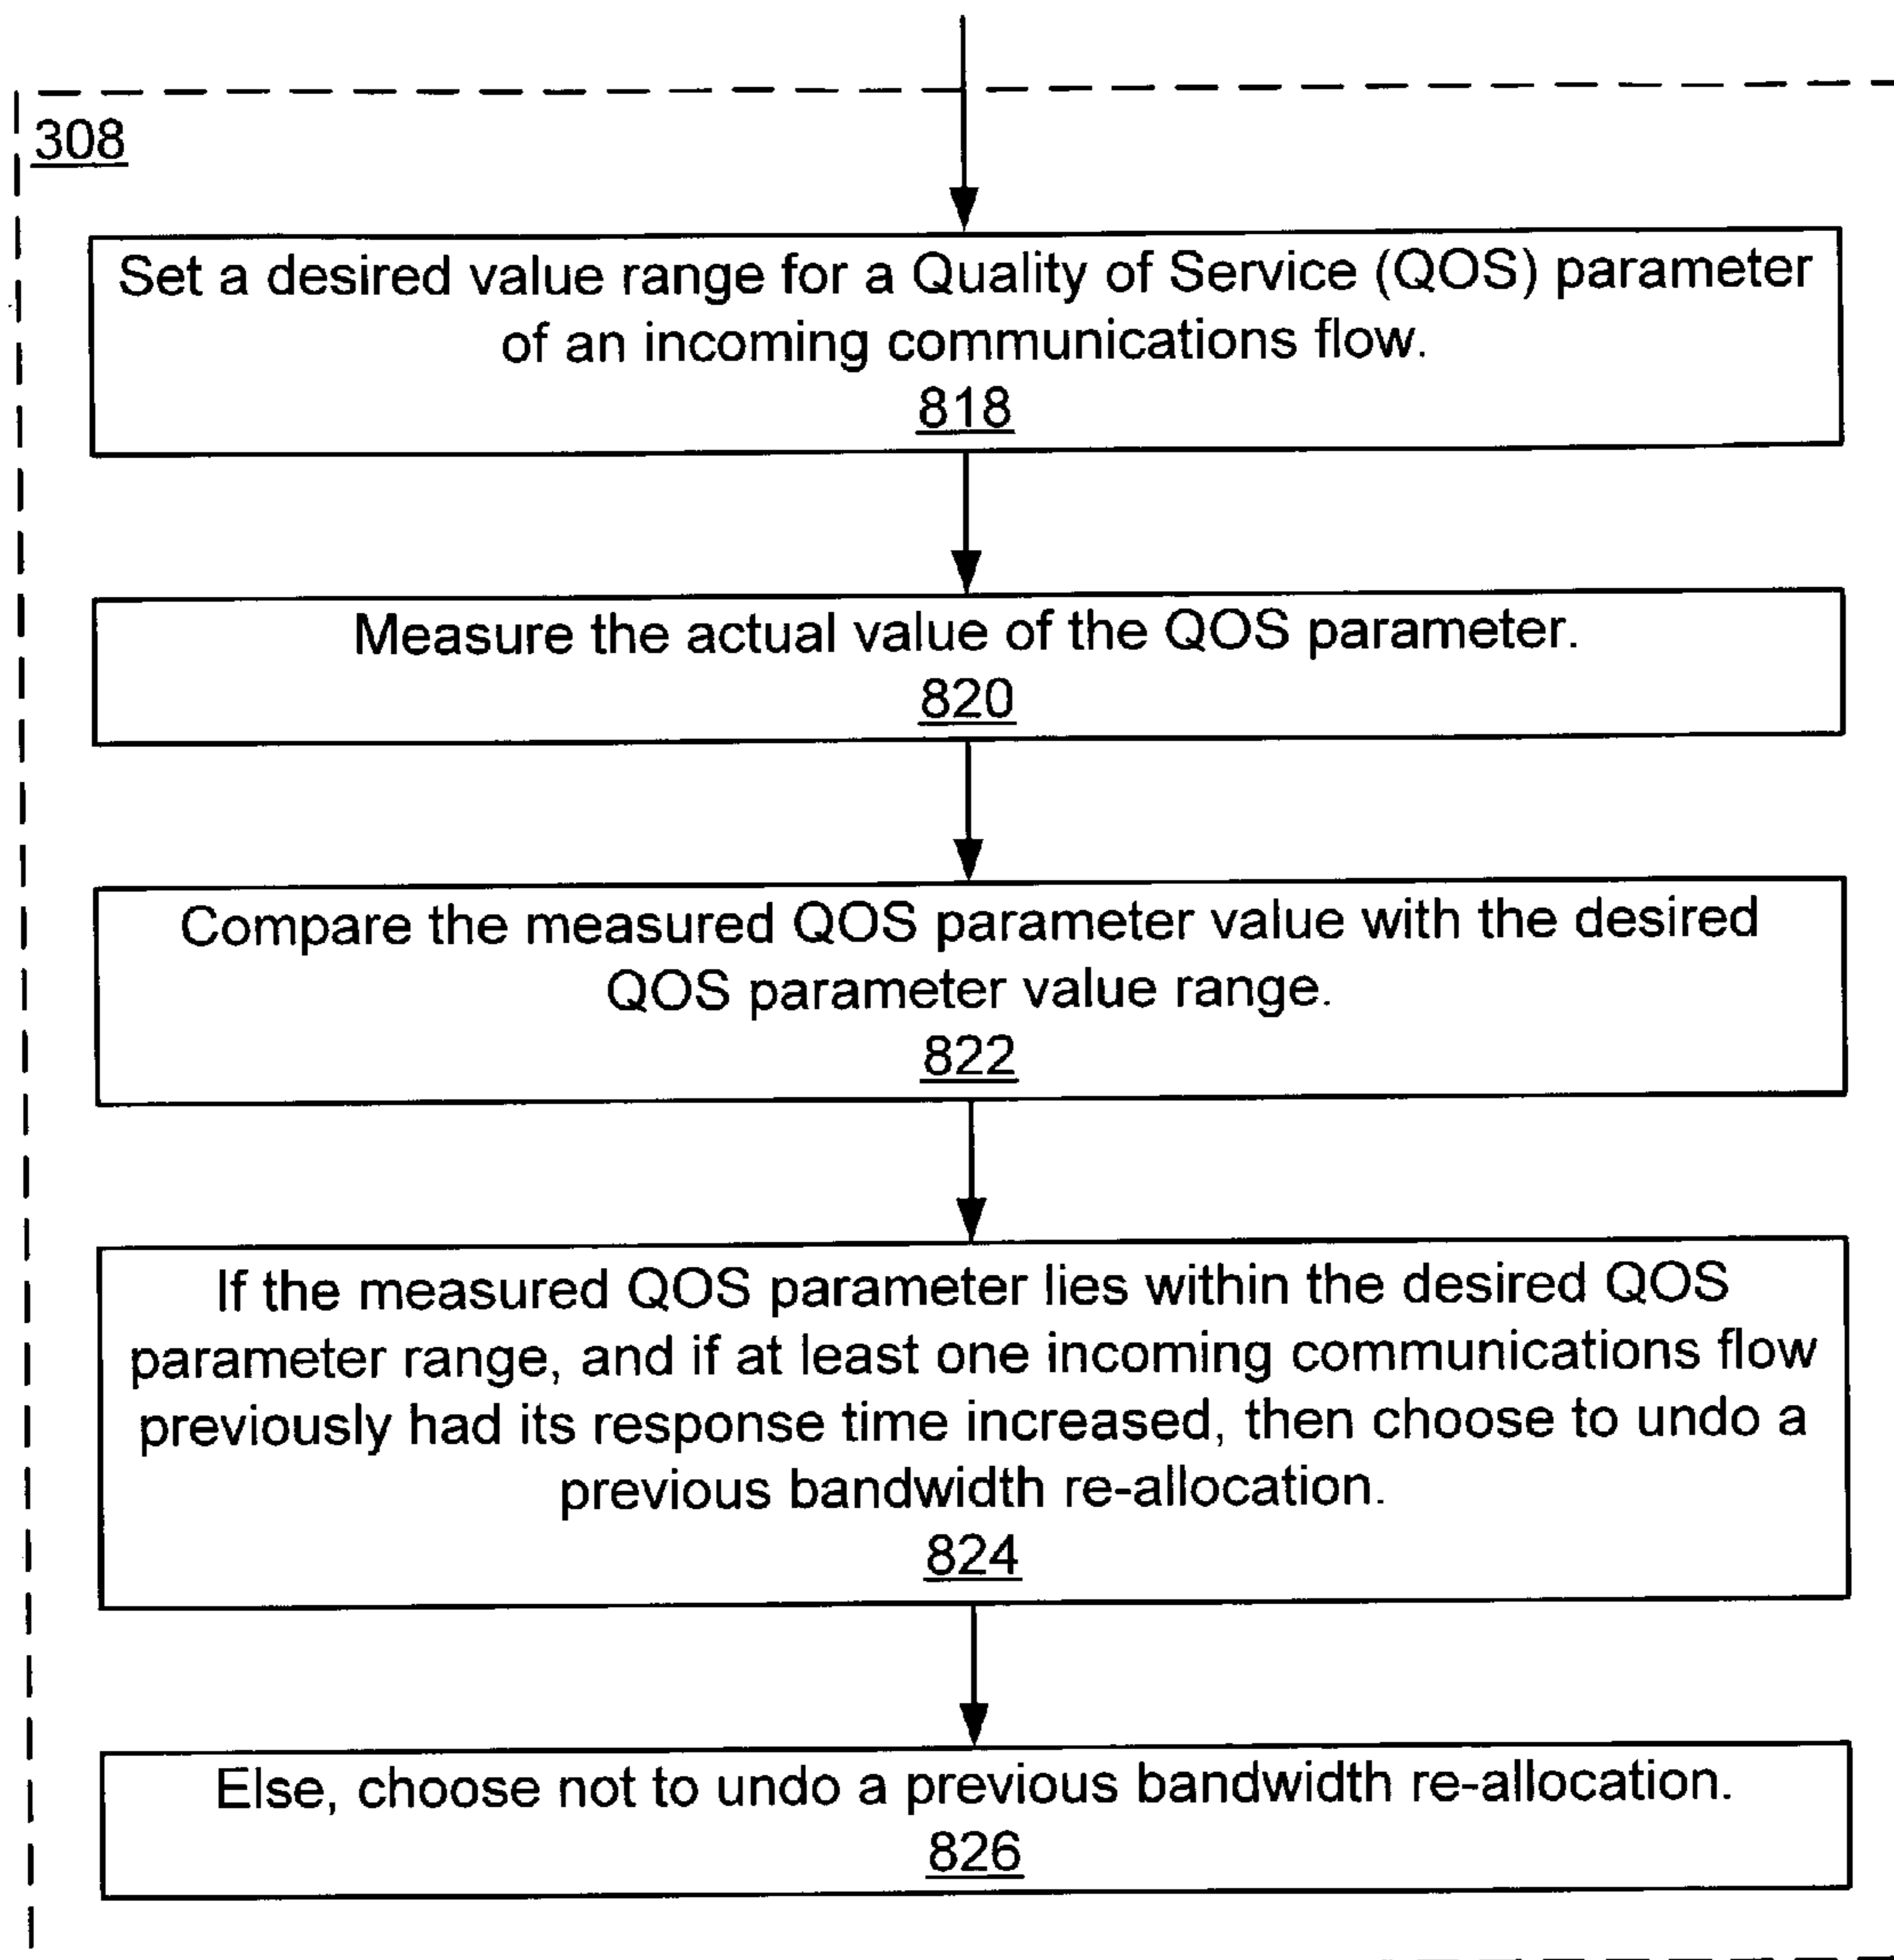 308
Set a desired value range for a Quality of Service (QOS) parameter
of an incoming communications flow.
818
Measure the actual value of the QOS parameter.
820
Compare the measured QOS parameter value with the desired
QOS parameter value range.
822
If the measured QOS parameter lies within the desired QOS
parameter range, and if at least one incoming communications flow
previously had its response time increased, then choose to undo a
previous bandwidth re-allocation.
824
Else, choose not to undo a previous bandwidth re-allocation.
826